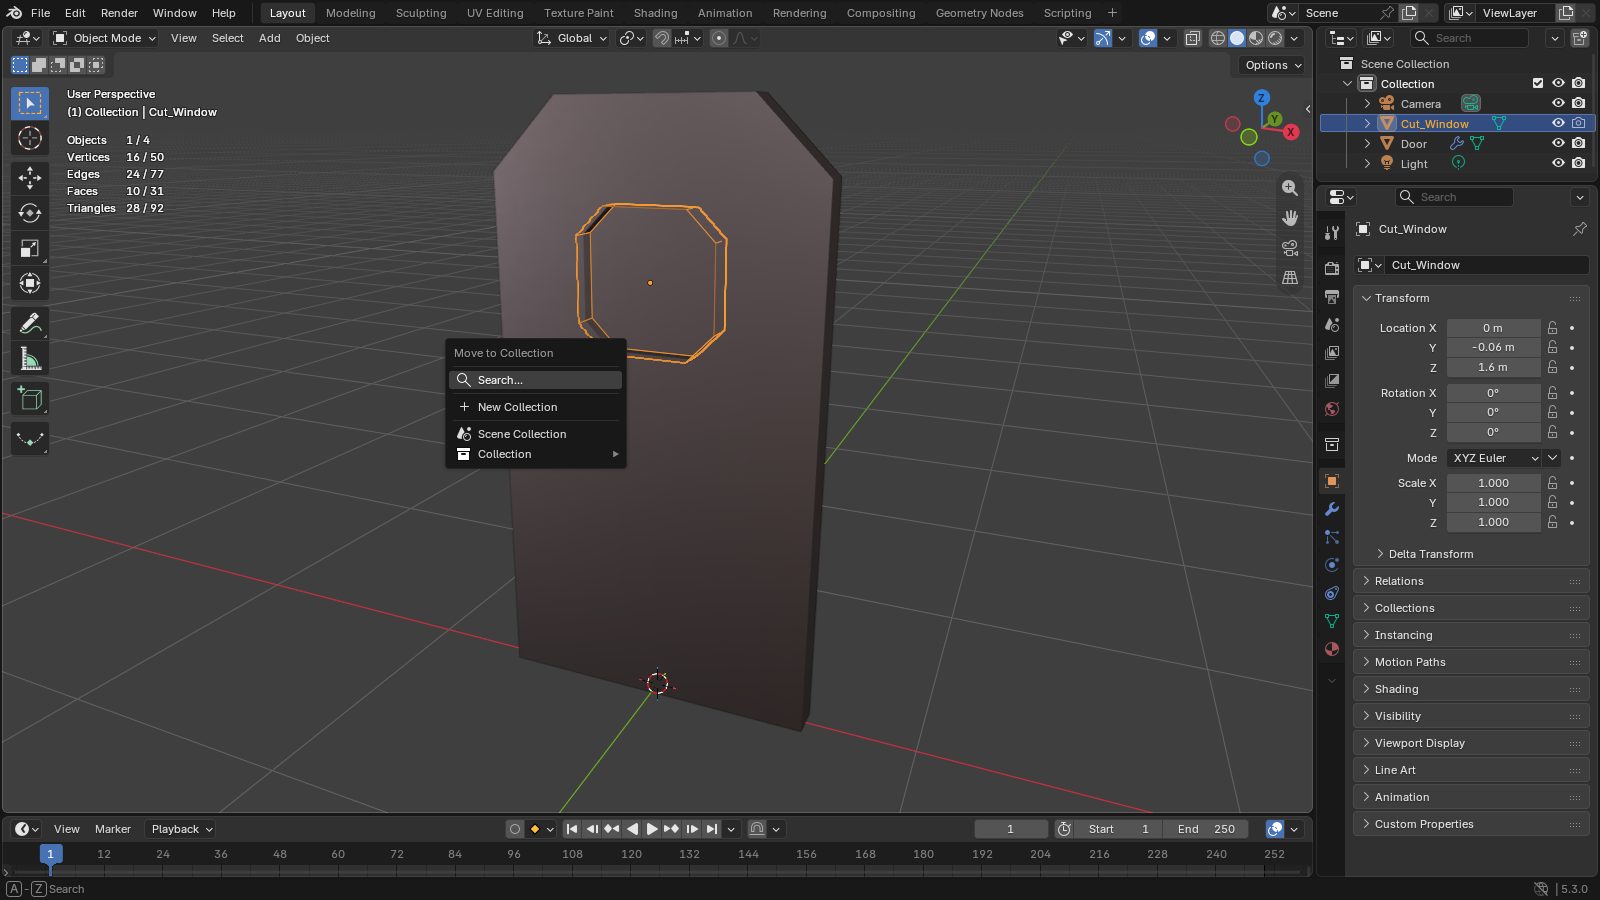 File Edit Render Window Help Layout Modeling Sculpting UV Editing Texture Paint Shading Animation Rendering Compositing Geometry Nodes Scripting + Scene ViewLayer
Object Mode View Select Add Object Global Search
Options
User Perspective
(1) Collection | Cut_Window
Objects 1 / 4
Vertices 16 / 50
Edges 24 / 77
Faces 10 / 31
Triangles 28 / 92
Z
Y
X
Move to Collection
Search...
New Collection
Scene Collection
Collection
Scene Collection
Collection
Camera
Cut_Window
Door
Light
Search
Cut_Window
Cut_Window
Transform
Location X 0 m
Y -0.06 m
Z 1.6 m
Rotation X 0°
Y 0°
Z 0°
Mode XYZ Euler
Scale X 1.000
Y 1.000
Z 1.000
Delta Transform
Relations
Collections
Instancing
Motion Paths
Shading
Visibility
Viewport Display
Line Art
Animation
Custom Properties
View Marker Playback 1 Start 1 End 250
1 12 24 36 48 60 72 84 96 108 120 132 144 156 168 180 192 204 216 228 240 252
A - Z Search 5.3.0